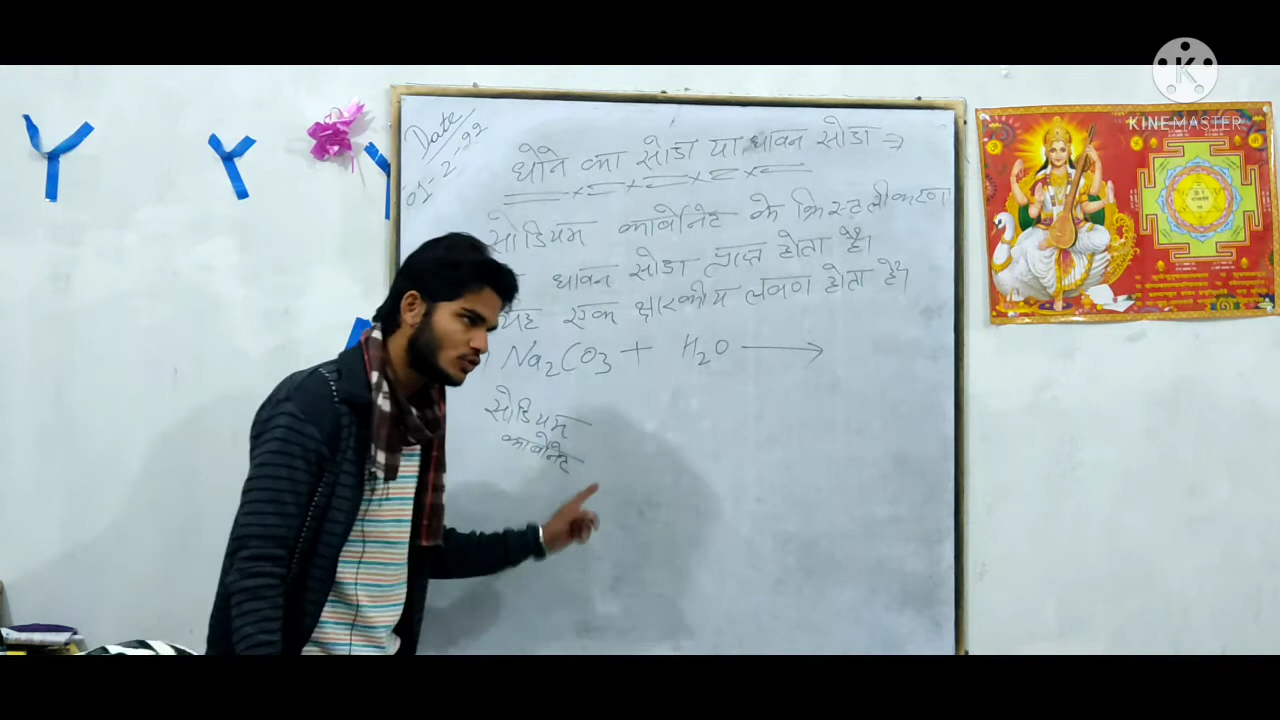 Date
01-2-22
धोने का सोडा या धावन सोडा ⇒
सोडियम कार्बोनेट के क्रिस्टलीकरण
धावन सोडा प्राप्त होता है।
यह एक क्षारकीय लवण होता है।
Na₂CO₃ + H₂O ⟶
सोडियम
कार्बोनेट
KINEMASTER